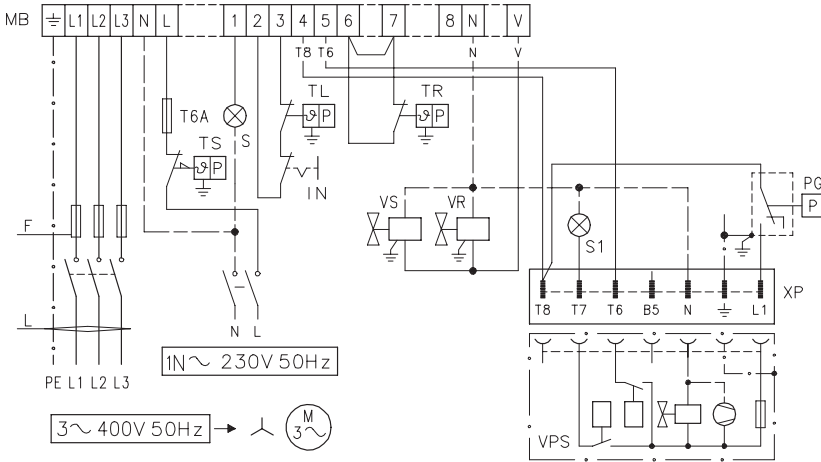 MB L1 L2 L3 N L 1 2 3 4 5 6 7 8 N V
T8 T6 N V
T6A S TL ϑ P TR ϑ P
TS ϑ P
IN
PG P
VS VR S1
F
XP
T8 T7 T6 B5 N L1
L
N L
PE L1 L2 L3
1N~ 230V 50Hz
3~ 400V 50Hz M 3~
VPS